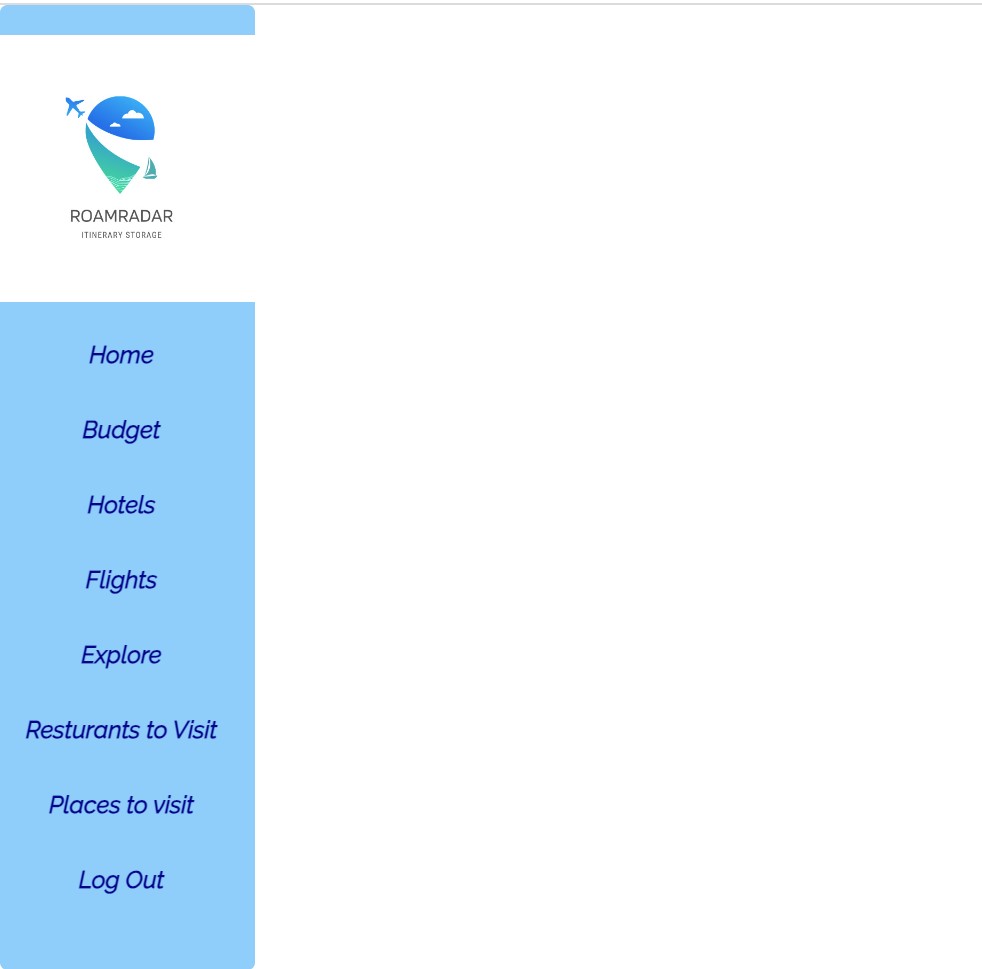 ROAMRADAR
ITINERARY STORAGE
Home
Budget
Hotels
Flights
Explore
Resturants to Visit
Places to visit
Log Out